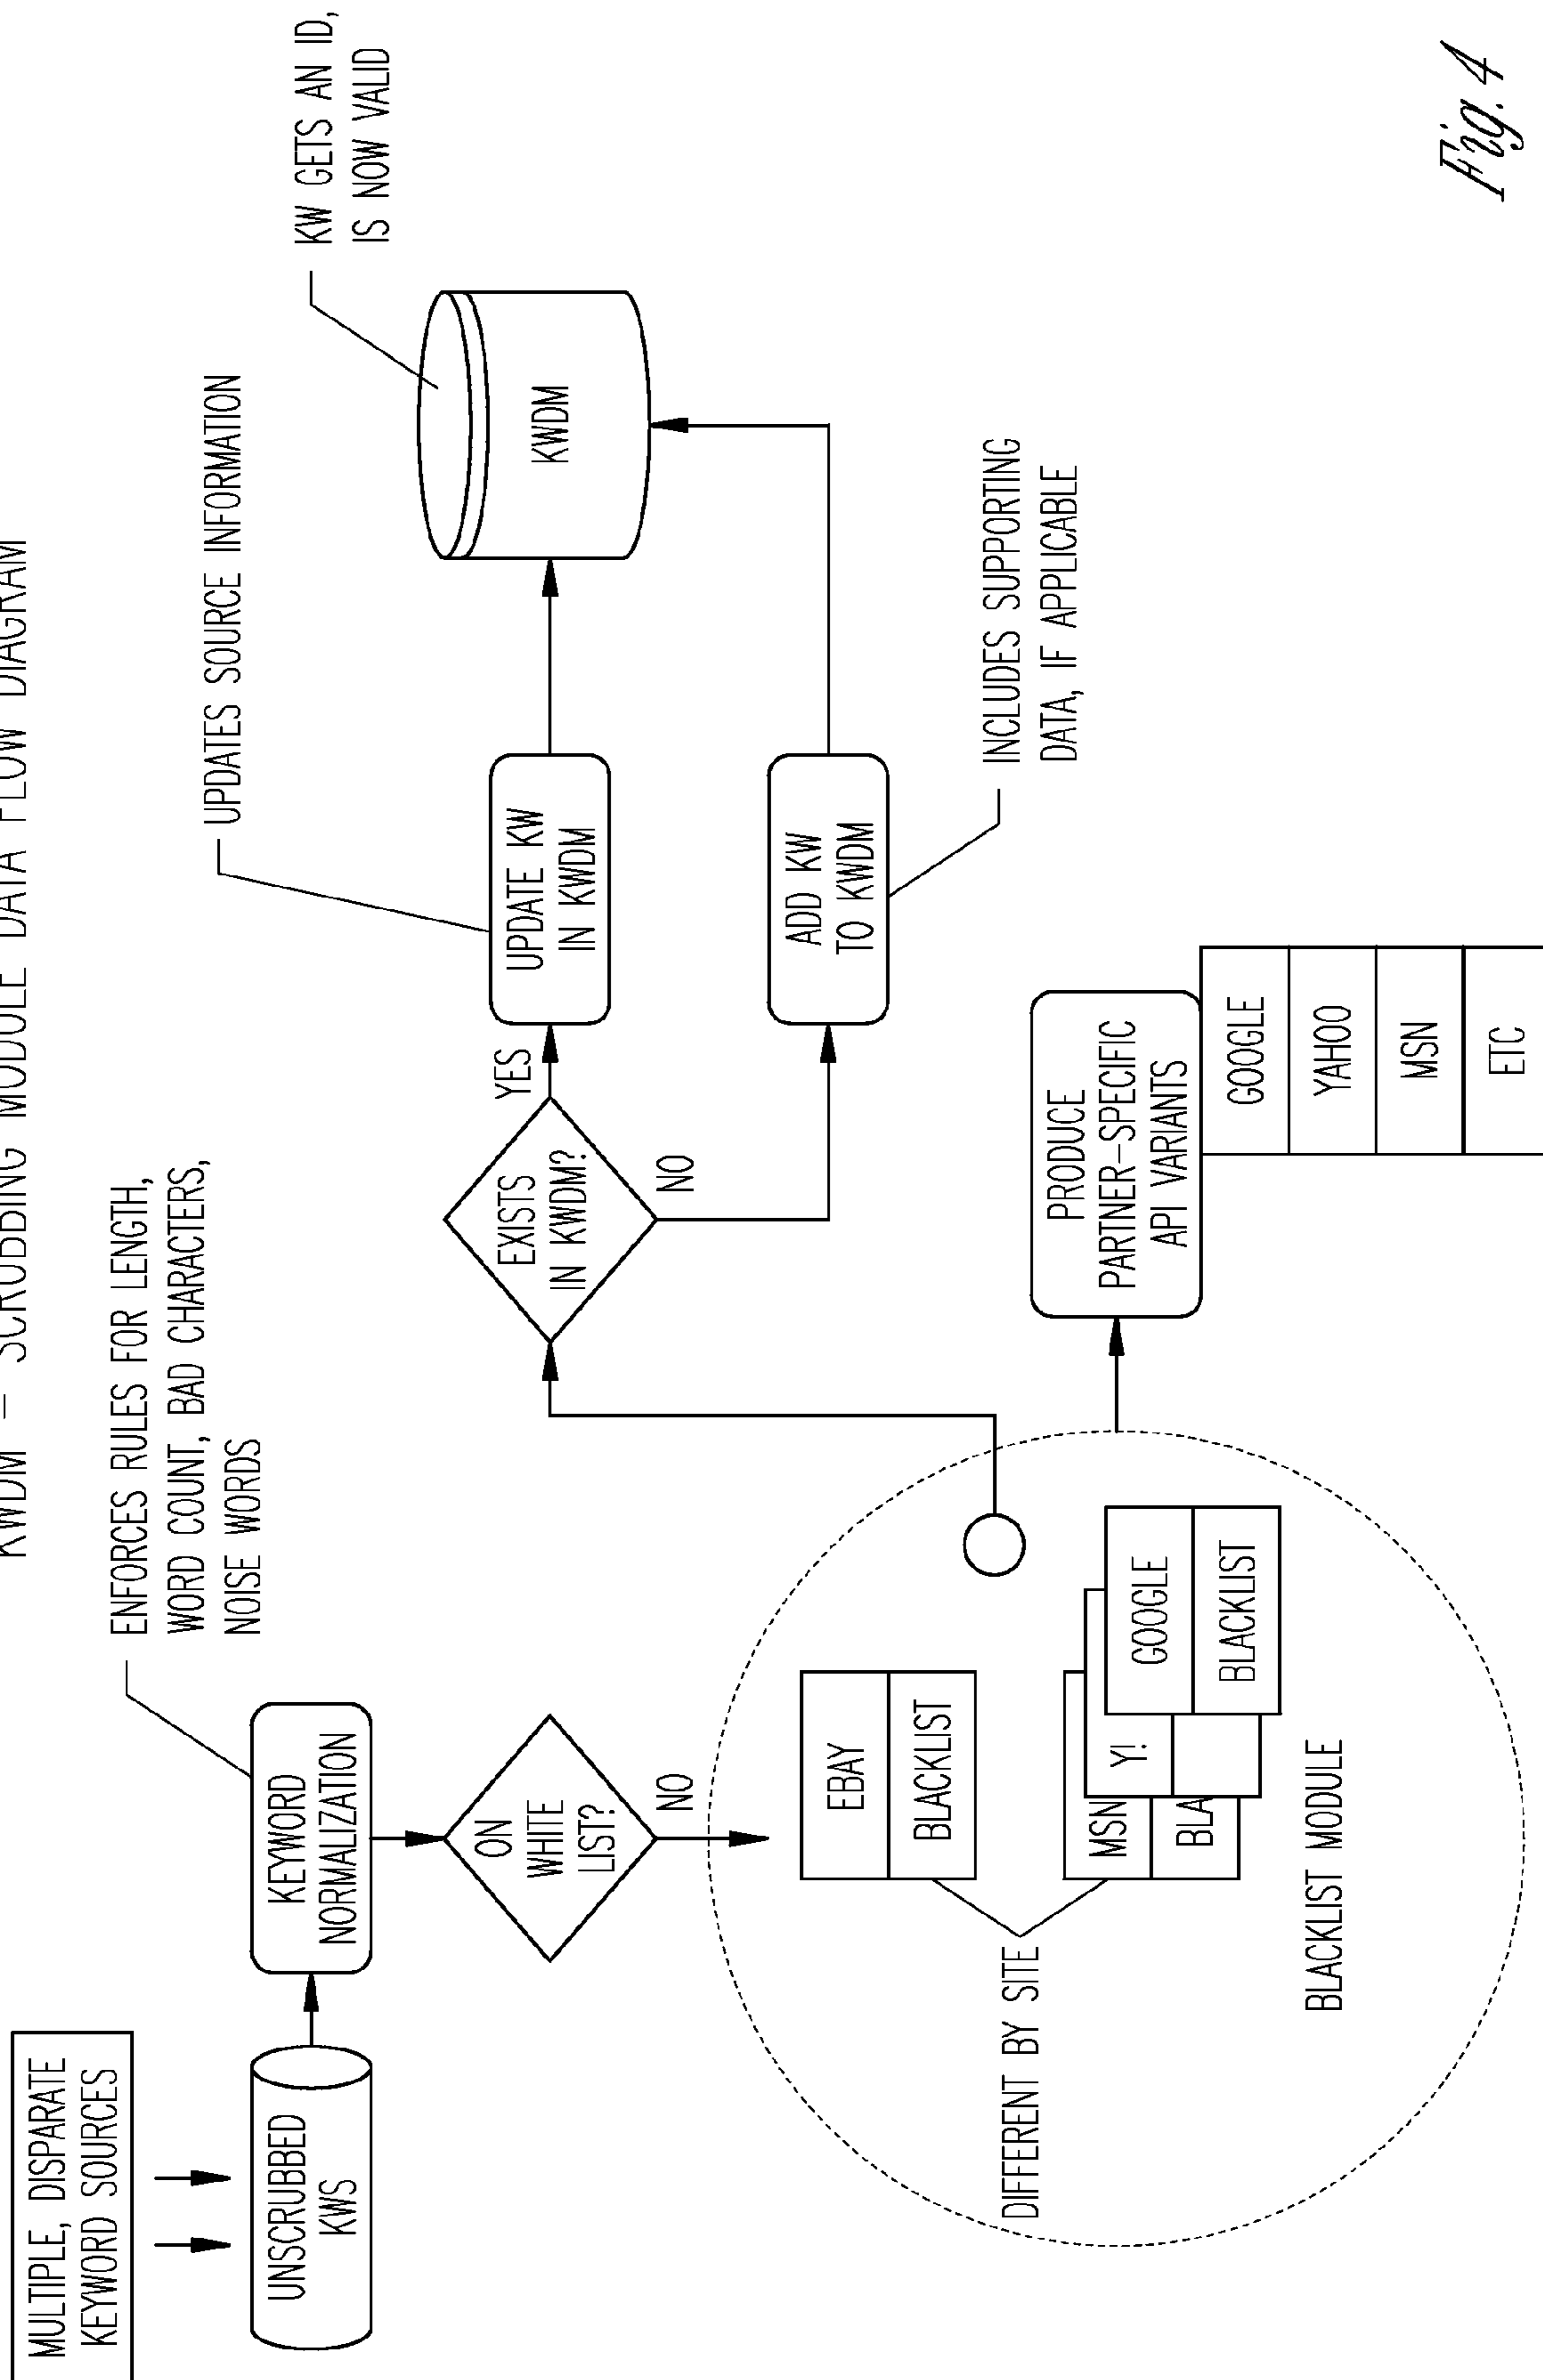 KWDM – SCRUBBING MODULE DATA FLOW DIAGRAM
MULTIPLE, DISPARATE
KEYWORD SOURCES
UNSCRUBBED
KWS
KEYWORD
NORMALIZATION
ENFORCES RULES FOR LENGTH,
WORD COUNT, BAD CHARACTERS,
NOISE WORDS
ON
WHITE
LIST?
NO
EBAY
BLACKLIST
DIFFERENT BY SITE
MSN
BLA
Y!
GOOGLE
BLACKLIST
BLACKLIST MODULE
EXISTS
IN KWDM?
YES
NO
UPDATE KW
IN KWDM
UPDATES SOURCE INFORMATION
ADD KW
TO KWDM
INCLUDES SUPPORTING
DATA, IF APPLICABLE
KWDM
KW GETS AN ID,
IS NOW VALID
PRODUCE
PARTNER–SPECIFIC
API VARIANTS
GOOGLE
YAHOO
MSN
ETC
Fig. 4